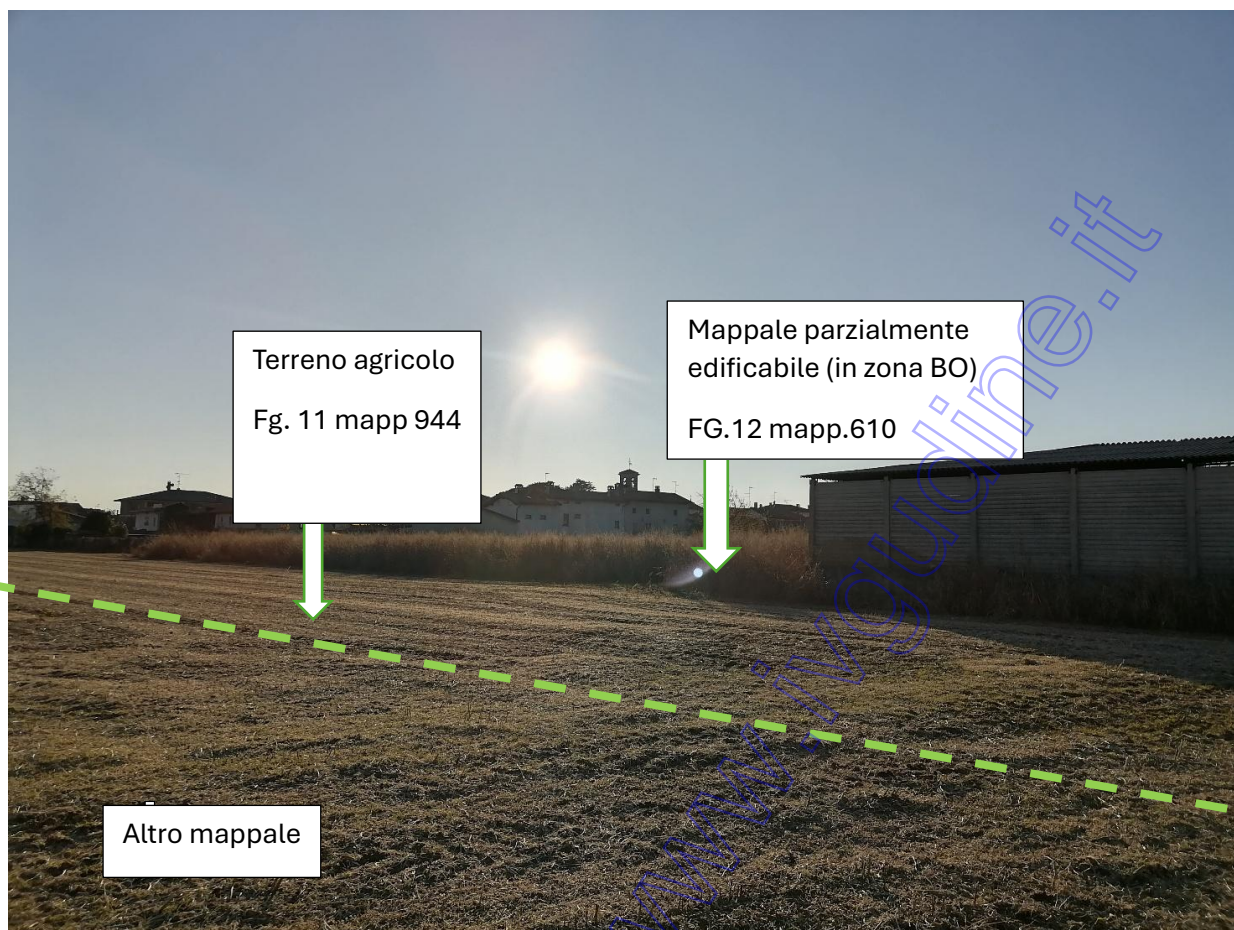 Terreno agricolo
Fg. 11 mapp 944
Mappale parzialmente
edificabile (in zona BO)
FG.12 mapp.610
Altro mappale
www.ivgudine.it